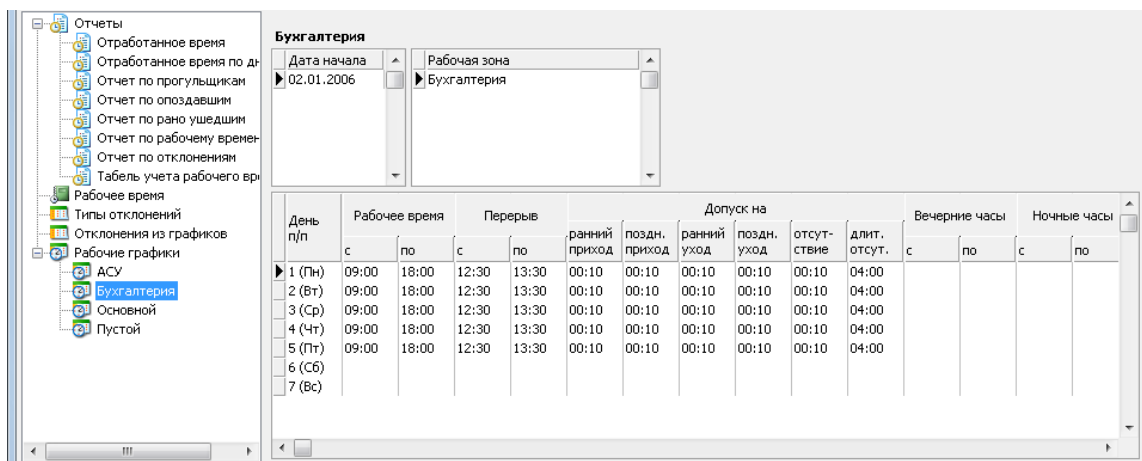 Отчеты
Отработанное время
Отработанное время по дн
Отчет по прогульщикам
Отчет по опоздавшим
Отчет по рано ушедшим
Отчет по рабочему времен
Отчет по отклонениям
Табель учета рабочего вр
Рабочее время
Типы отклонений
Отклонения из графиков
Рабочие графики
АСУ
Бухгалтерия
Основной
Пустой
Бухгалтерия
Дата начала Рабочая зона
02.01.2006 Бухгалтерия
День п/п Рабочее время Перерыв Допуск на Вечерние часы Ночные часы
с по с по ранний приход поздн. приход ранний уход поздн. уход отсут-ствие длит. отсут. с по с по
1 (Пн) 09:00 18:00 12:30 13:30 00:10 00:10 00:10 00:10 00:10 04:00
2 (Вт) 09:00 18:00 12:30 13:30 00:10 00:10 00:10 00:10 00:10 04:00
3 (Ср) 09:00 18:00 12:30 13:30 00:10 00:10 00:10 00:10 00:10 04:00
4 (Чт) 09:00 18:00 12:30 13:30 00:10 00:10 00:10 00:10 00:10 04:00
5 (Пт) 09:00 18:00 12:30 13:30 00:10 00:10 00:10 00:10 00:10 04:00
6 (Сб)
7 (Вс)